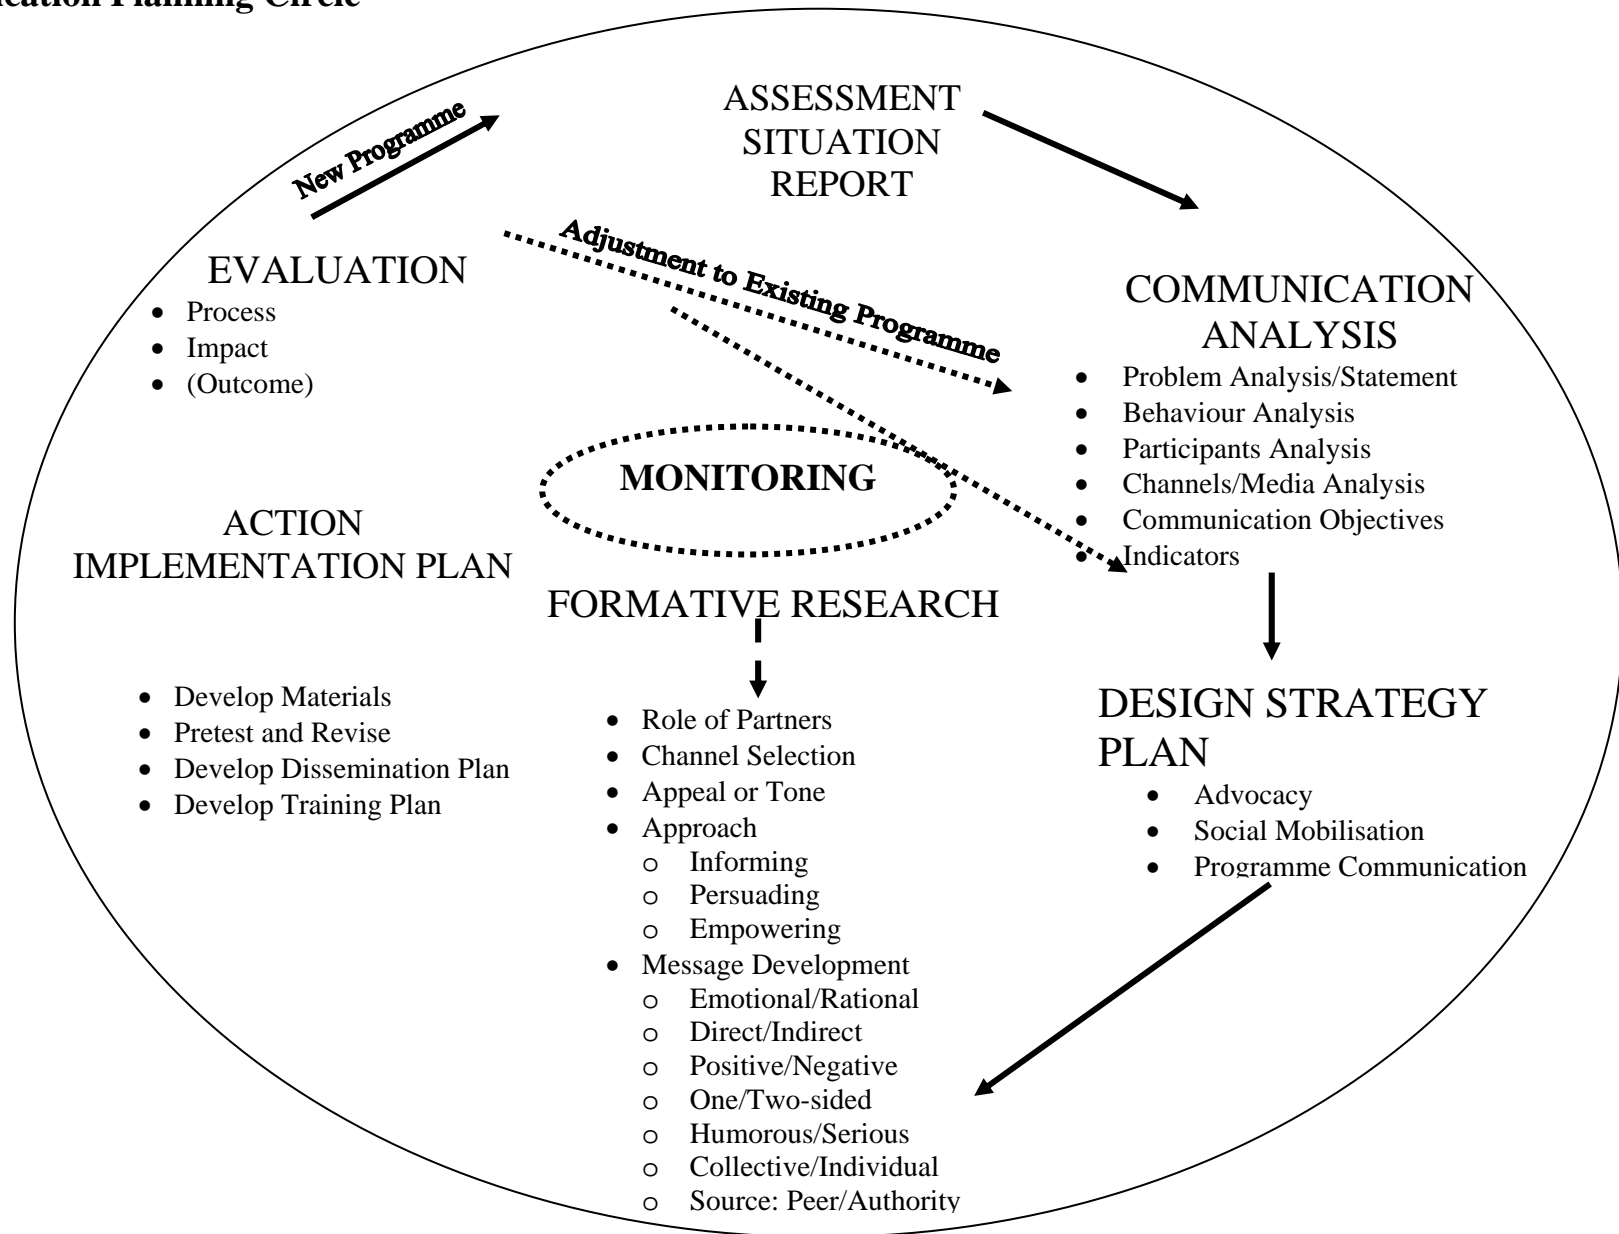 Planning Circle
ASSESSMENT
SITUATION
REPORT
New Programme
EVALUATION
• Process
• Impact
• (Outcome)
Adjustment to Existing Programme
COMMUNICATION
ANALYSIS
• Problem Analysis/Statement
• Behaviour Analysis
• Participants Analysis
• Channels/Media Analysis
• Communication Objectives
• Indicators
MONITORING
ACTION
IMPLEMENTATION PLAN
• Develop Materials
• Pretest and Revise
• Develop Dissemination Plan
• Develop Training Plan
FORMATIVE RESEARCH
• Role of Partners
• Channel Selection
• Appeal or Tone
• Approach
o Informing
o Persuading
o Empowering
• Message Development
o Emotional/Rational
o Direct/Indirect
o Positive/Negative
o One/Two-sided
o Humorous/Serious
o Collective/Individual
o Source: Peer/Authority
DESIGN STRATEGY
PLAN
• Advocacy
• Social Mobilisation
• Programme Communication